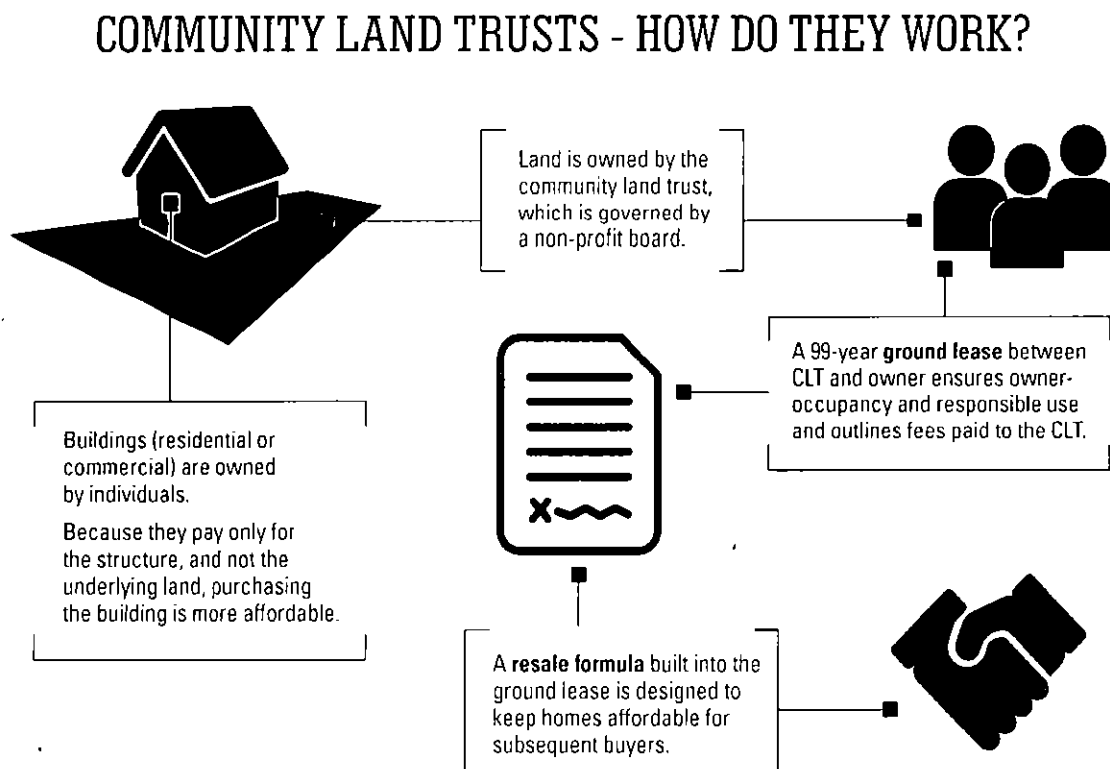 COMMUNITY LAND TRUSTS - HOW DO THEY WORK?
Land is owned by the
community land trust,
which is governed by
a non-profit board.
A 99-year ground lease between
CLT and owner ensures owner-
occupancy and responsible use
and outlines fees paid to the CLT.
Buildings (residential or
commercial) are owned
by individuals.
Because they pay only for
the structure, and not the
underlying land, purchasing
the building is more affordable.
A resale formula built into the
ground lease is designed to
keep homes affordable for
subsequent buyers.